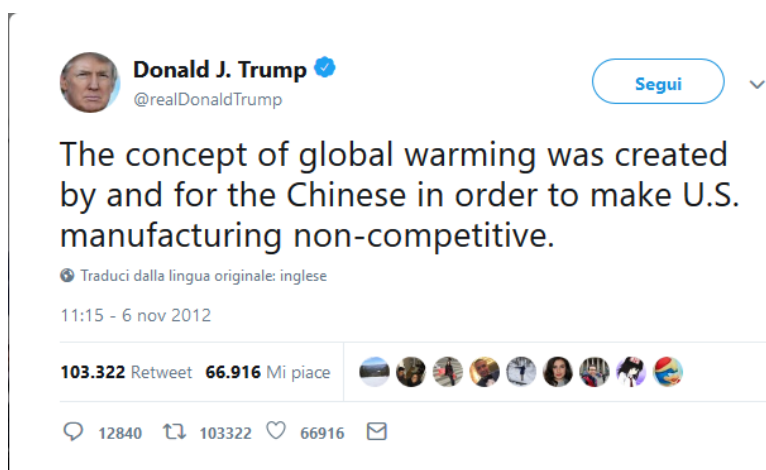 Donald J. Trump
@realDonaldTrump
Segui
The concept of global warming was created
by and for the Chinese in order to make U.S.
manufacturing non-competitive.
Traduci dalla lingua originale: inglese
11:15 - 6 nov 2012
103.322 Retweet 66.916 Mi piace
12840 103322 66916